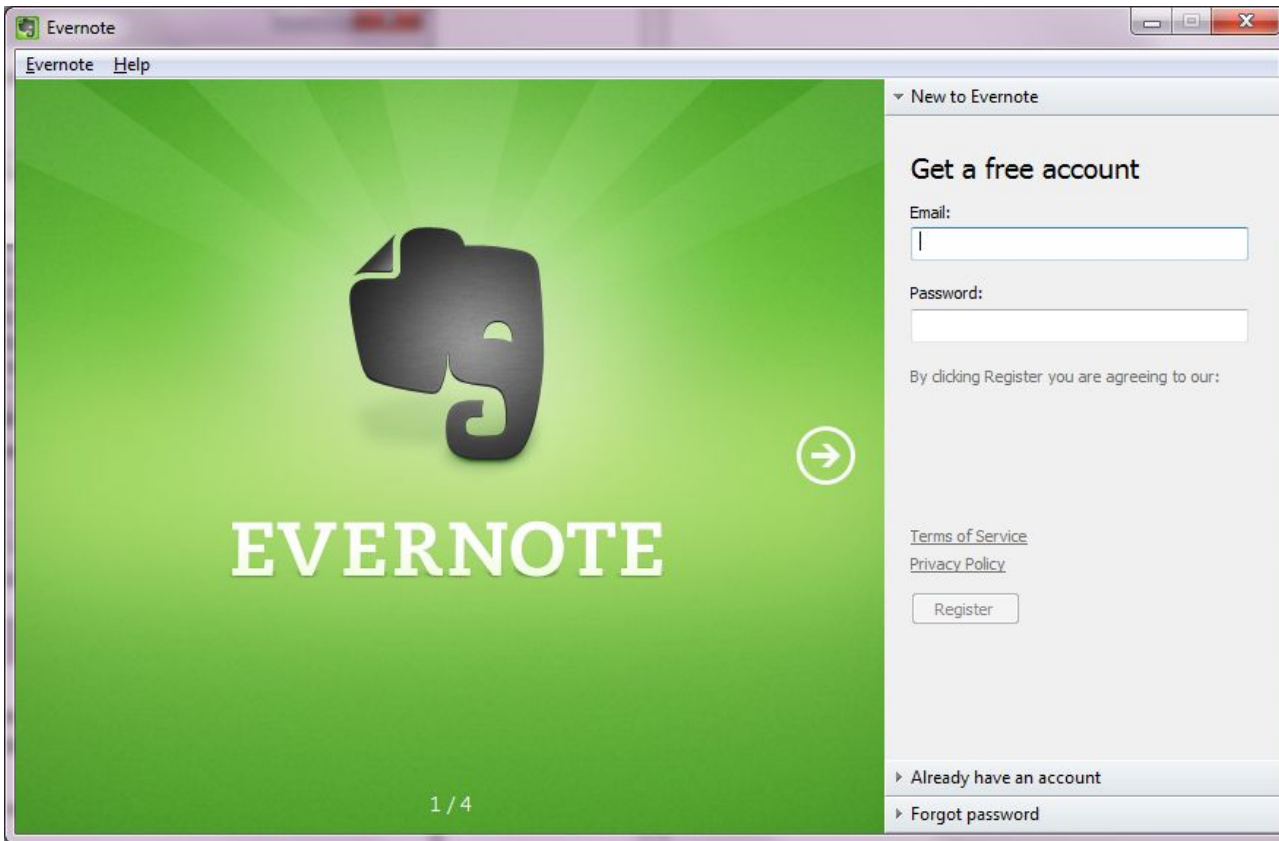 Evernote
Evernote Help
EVERNOTE
1 / 4
New to Evernote
Get a free account
Email:
Password:
By clicking Register you are agreeing to our:
Terms of Service
Privacy Policy
Register
Already have an account
Forgot password